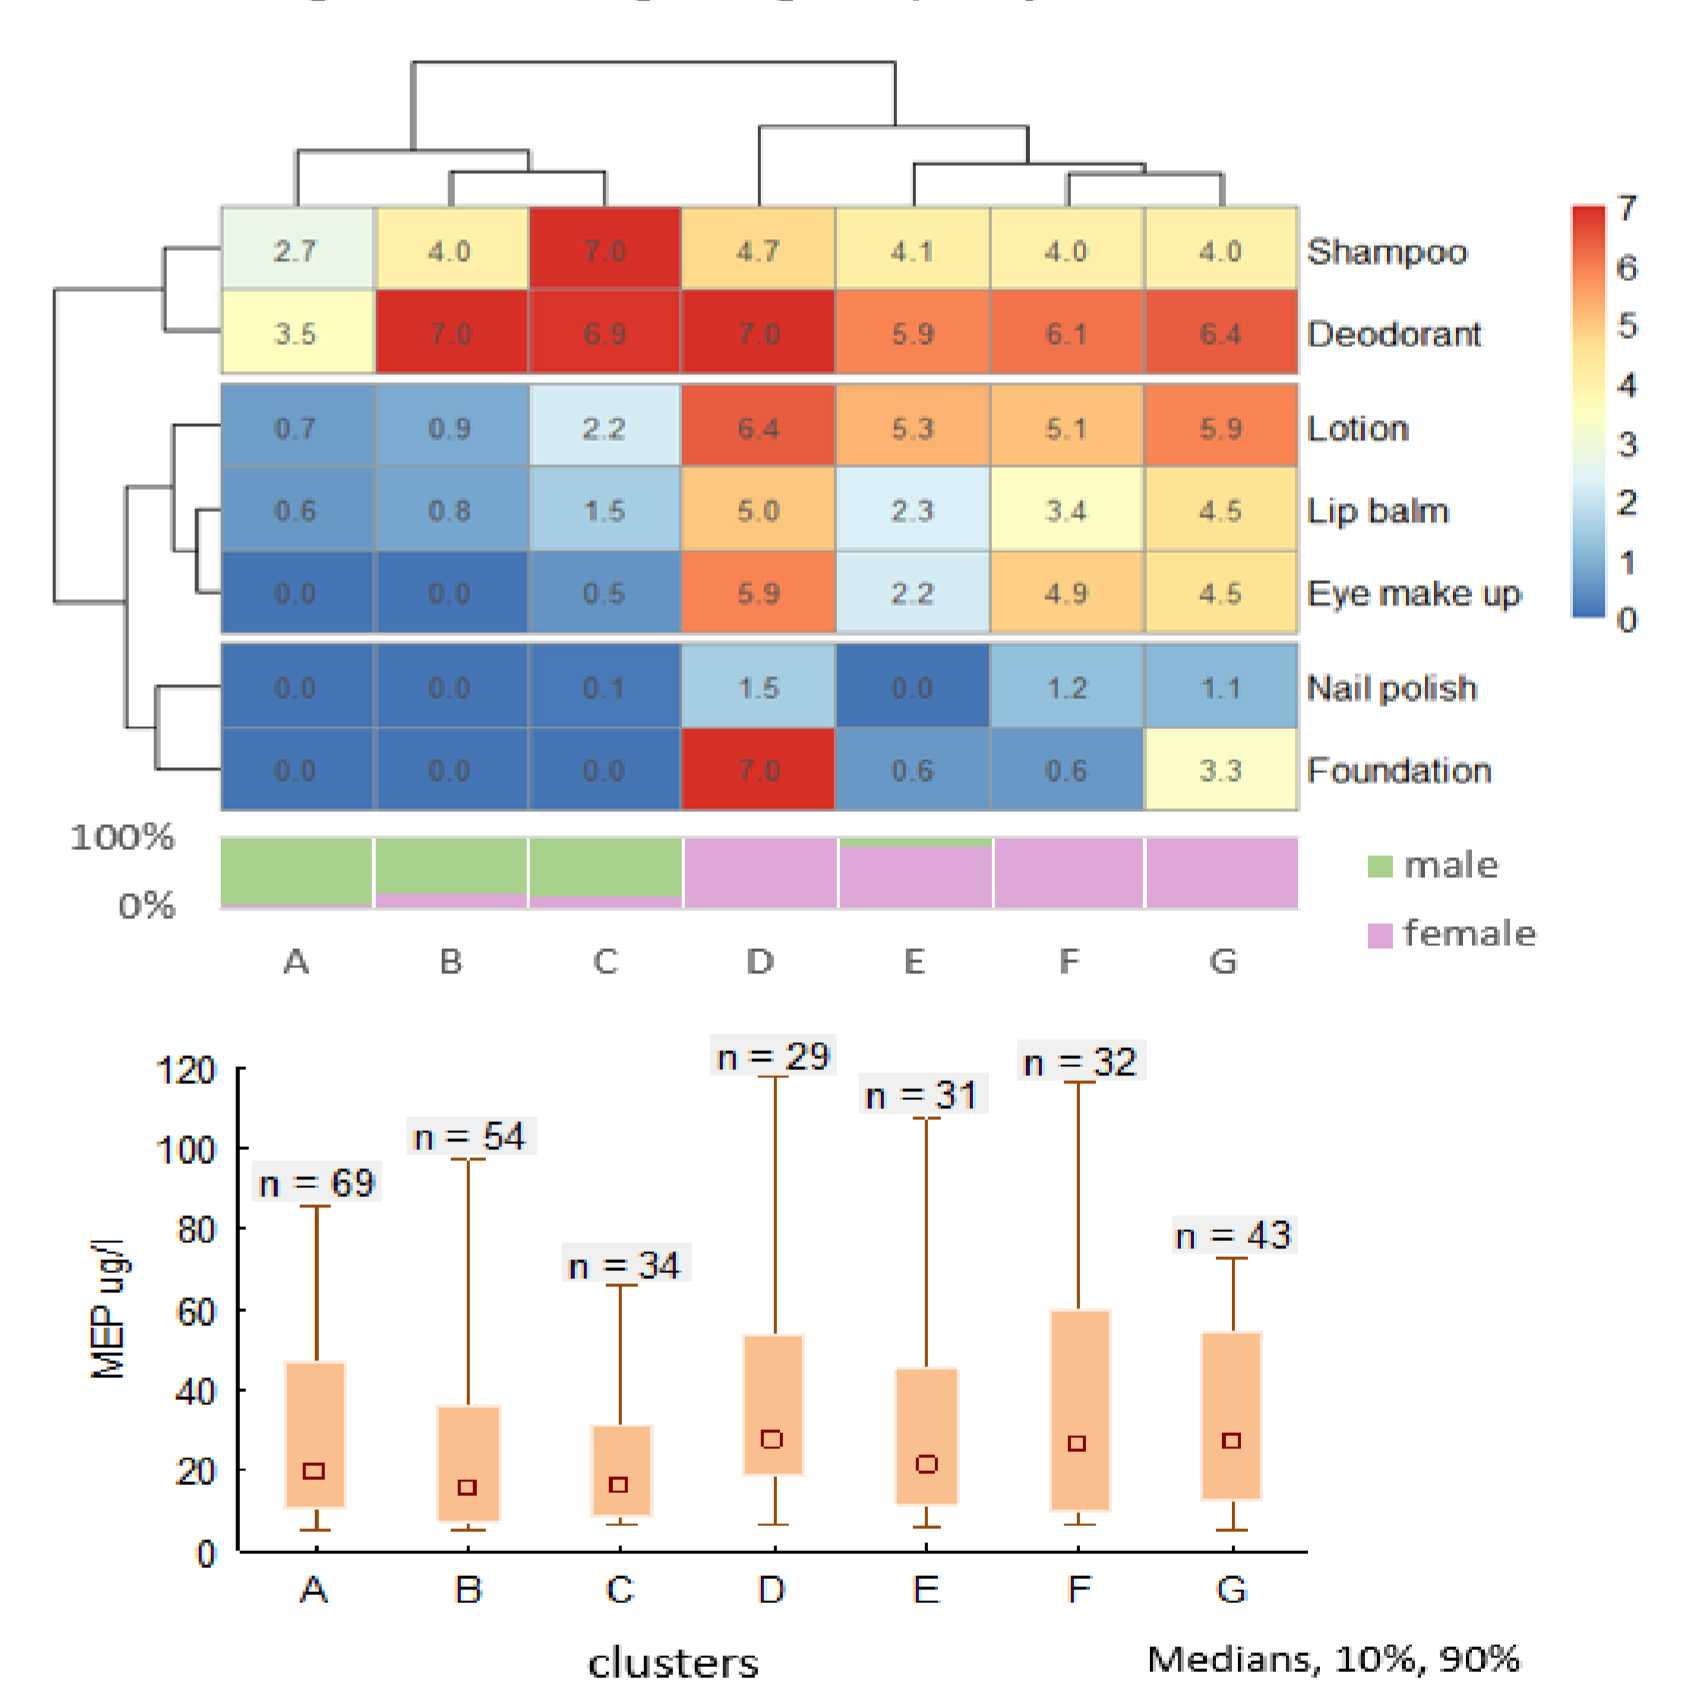 7
2.7 4.0 7.0 4.7 4.1 4.0 4.0 Shampoo
6
3.5 7.0 6.9 7.0 5.9 6.1 6.4 Deodorant
5
4
0.7 0.9 2.2 6.4 5.3 5.1 5.9 Lotion
3
0.6 0.8 1.5 5.0 2.3 3.4 4.5 Lip balm
2
1
0.0 0.0 0.5 5.9 2.2 4.9 4.5 Eye make up
0
0.0 0.0 0.1 1.5 0.0 1.2 1.1 Nail polish
0.0 0.0 0.0 7.0 0.6 0.6 3.3 Foundation
100%
male
0%
female
A B C D E F G
n = 29
n = 32
120
n = 31
n = 54
100
n = 69
n = 43
80
n = 34
60
MEP ug/l
40
20
0
A B C D E F G
clusters
Medians, 10%, 90%